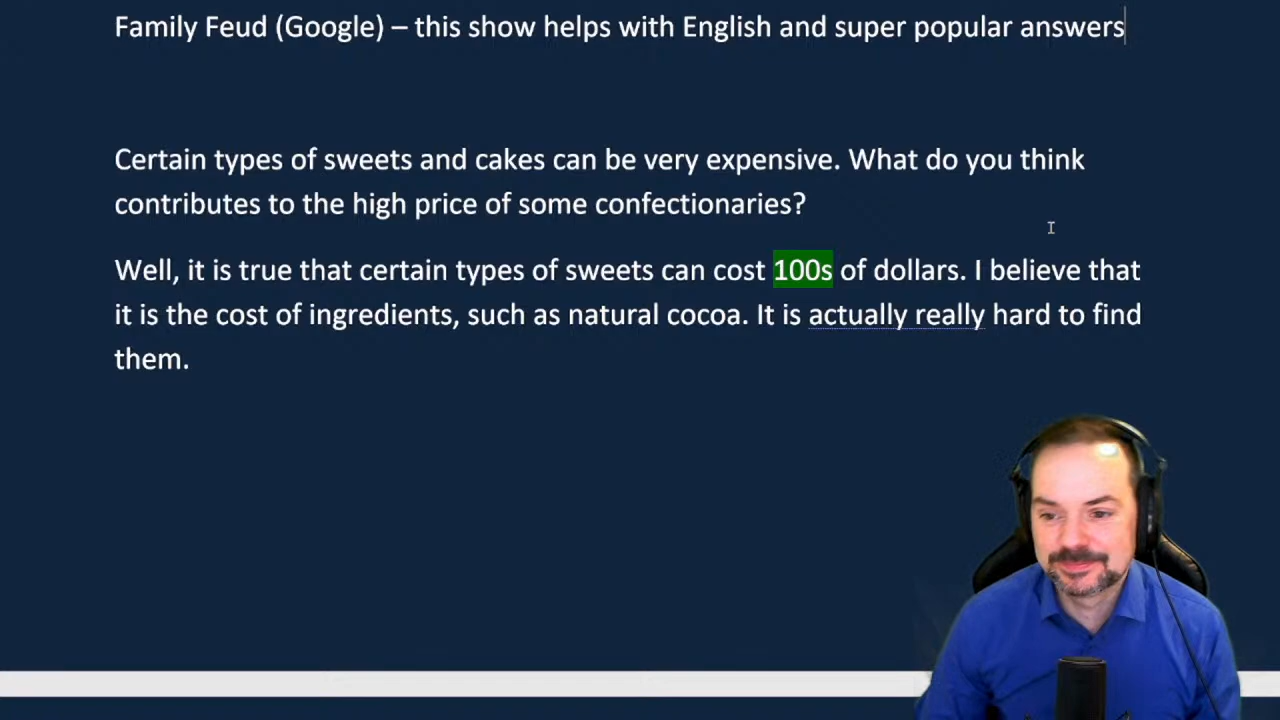 Family Feud (Google) – this show helps with English and super popular answers
Certain types of sweets and cakes can be very expensive. What do you think
contributes to the high price of some confectionaries?
Well, it is true that certain types of sweets can cost 100s of dollars. I believe that
it is the cost of ingredients, such as natural cocoa. It is actually really hard to find
them.